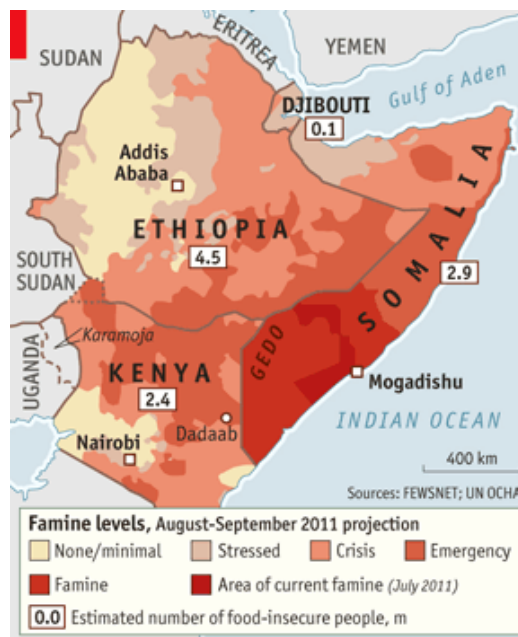 SUDAN
ERITREA
YEMEN
Gulf of Aden
DJIBOUTI
0.1
Addis
Ababa
ETHIOPIA
4.5
SOMALIA
2.9
SOUTH
SUDAN
Karamoja
UGANDA
KENYA
2.4
GEDO
Mogadishu
Dadaab
Nairobi
INDIAN OCEAN
400 km
Sources: FEWSNET; UN OCHA
Famine levels, August-September 2011 projection
None/minimal Stressed Crisis Emergency
Famine Area of current famine (July 2011)
0.0 Estimated number of food-insecure people, m